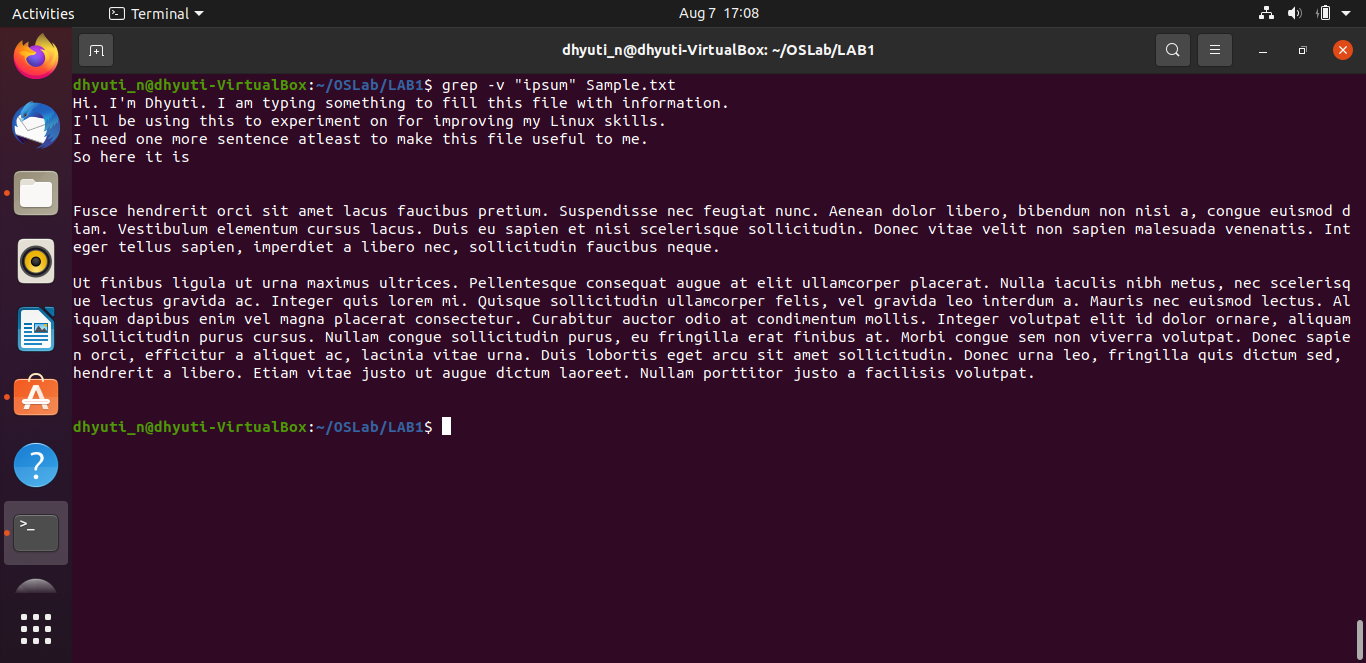 Activities
Terminal
Aug 7 17:08
dhyuti_n@dhyuti-VirtualBox: ~/OSLab/LAB1
dhyuti_n@dhyuti-VirtualBox:~/OSLab/LAB1$ grep -v "ipsum" Sample.txt
Hi. I'm Dhyuti. I am typing something to fill this file with information.
I'll be using this to experiment on for improving my Linux skills.
I need one more sentence atleast to make this file useful to me.
So here it is
Fusce hendrerit orci sit amet lacus faucibus pretium. Suspendisse nec feugiat nunc. Aenean dolor libero, bibendum non nisi a, congue euismod d
iam. Vestibulum elementum cursus lacus. Duis eu sapien et nisi scelerisque sollicitudin. Donec vitae velit non sapien malesuada venenatis. Int
eger tellus sapien, imperdiet a libero nec, sollicitudin faucibus neque.
Ut finibus ligula ut urna maximus ultrices. Pellentesque consequat augue at elit ullamcorper placerat. Nulla iaculis nibh metus, nec scelerisq
ue lectus gravida ac. Integer quis lorem mi. Quisque sollicitudin ullamcorper felis, vel gravida leo interdum a. Mauris nec euismod lectus. Al
iquam dapibus enim vel magna placerat consectetur. Curabitur auctor odio at condimentum mollis. Integer volutpat elit id dolor ornare, aliquam
 sollicitudin purus cursus. Nullam congue sollicitudin purus, eu fringilla erat finibus at. Morbi congue sem non viverra volutpat. Donec sapie
n orci, efficitur a aliquet ac, lacinia vitae urna. Duis lobortis eget arcu sit amet sollicitudin. Donec urna leo, fringilla quis dictum sed,
hendrerit a libero. Etiam vitae justo ut augue dictum laoreet. Nullam porttitor justo a facilisis volutpat.
dhyuti_n@dhyuti-VirtualBox:~/OSLab/LAB1$